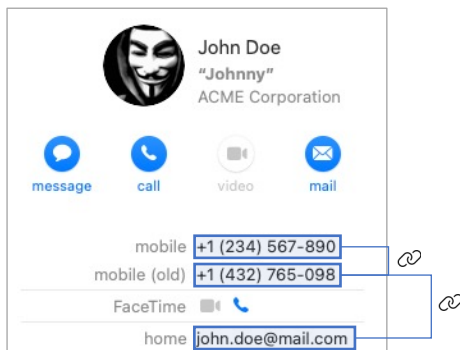 John Doe
“Johnny”
ACME Corporation
message call video mail
mobile +1 (234) 567-890
mobile (old) +1 (432) 765-098
FaceTime
home john.doe@mail.com